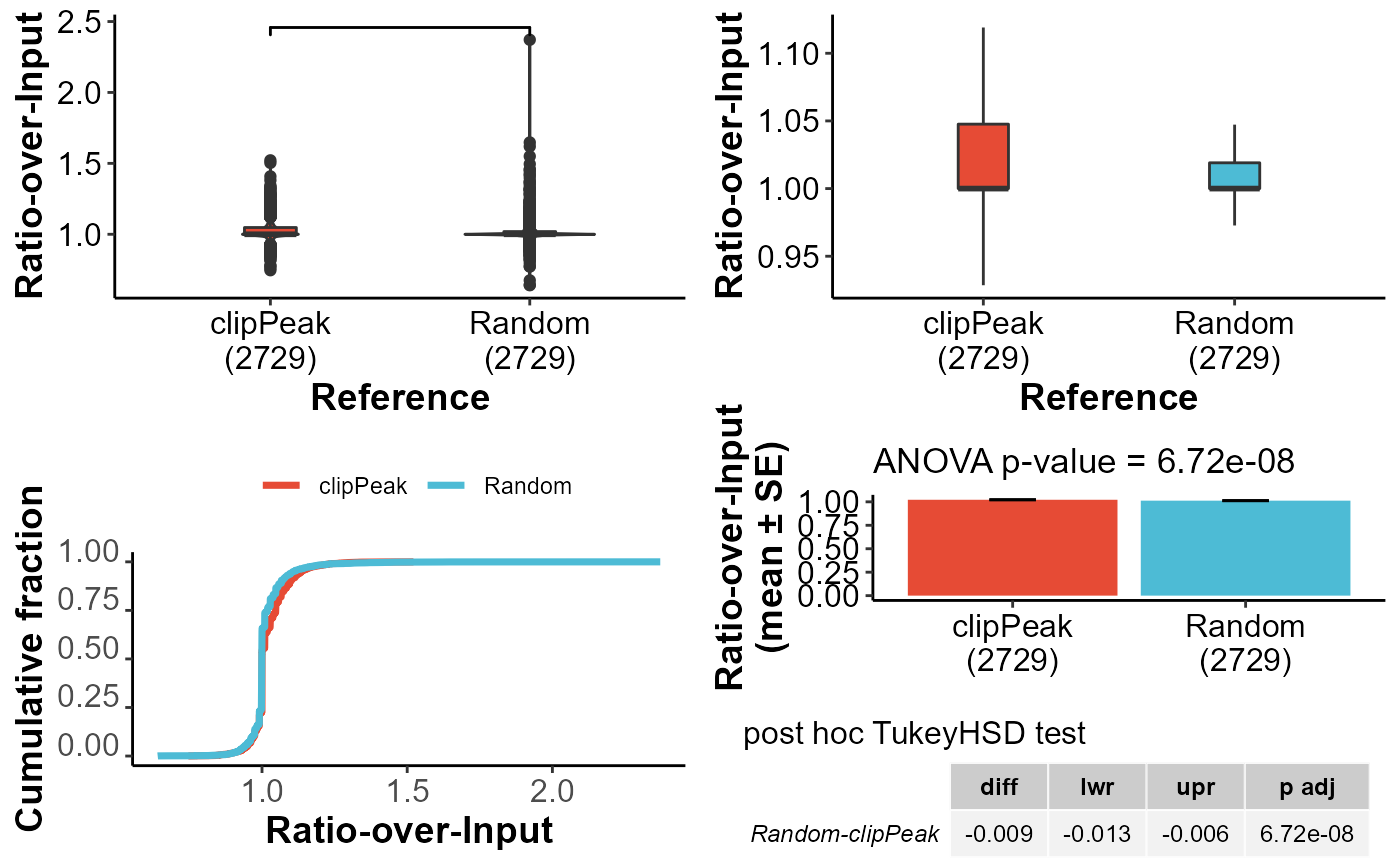 Ratio-over-Input
2.5
2.0
1.5
1.0
clipPeak
(2729)
Random
(2729)
Reference
Ratio-over-Input
1.10
1.05
1.00
0.95
clipPeak
(2729)
Random
(2729)
Reference
clipPeak
Random
Cumulative fraction
1.00
0.75
0.50
0.25
0.00
1.0
1.5
2.0
Ratio-over-Input
ANOVA p-value = 6.72e-08
Ratio-over-Input
(mean ± SE)
1.00
0.75
0.50
0.25
0.00
clipPeak
(2729)
Random
(2729)
post hoc TukeyHSD test
diff lwr upr p adj
Random-clipPeak -0.009 -0.013 -0.006 6.72e-08